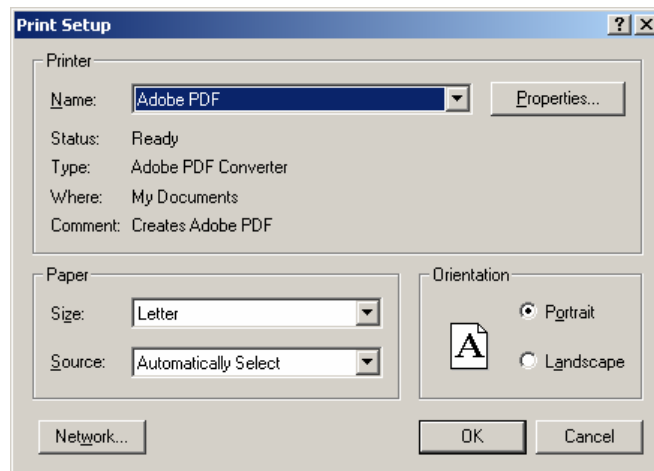 Print Setup
Printer
Name: Adobe PDF Properties...
Status: Ready
Type: Adobe PDF Converter
Where: My Documents
Comment: Creates Adobe PDF
Paper
Size: Letter
Source: Automatically Select
Orientation
A
Portrait
Landscape
Network... OK Cancel